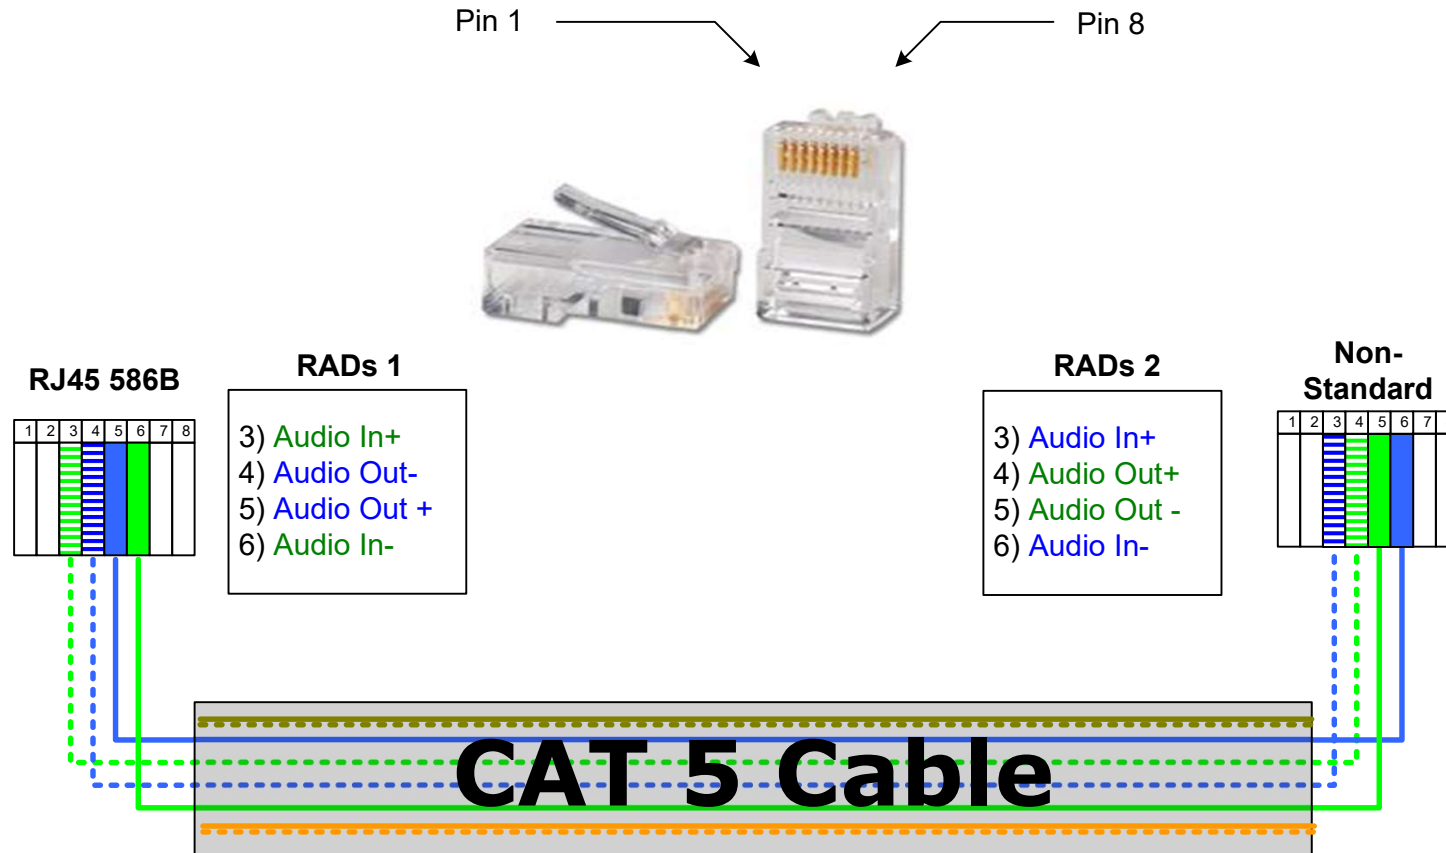 Pin 1
Pin 8
RADs 1
RADs 2
Non-
Standard
RJ45 586B
1 2 3 4 5 6 7 8
3) Audio In+
4) Audio Out-
5) Audio Out +
6) Audio In-
3) Audio In+
4) Audio Out+
5) Audio Out -
6) Audio In-
1 2 3 4 5 6 7
CAT 5 Cable